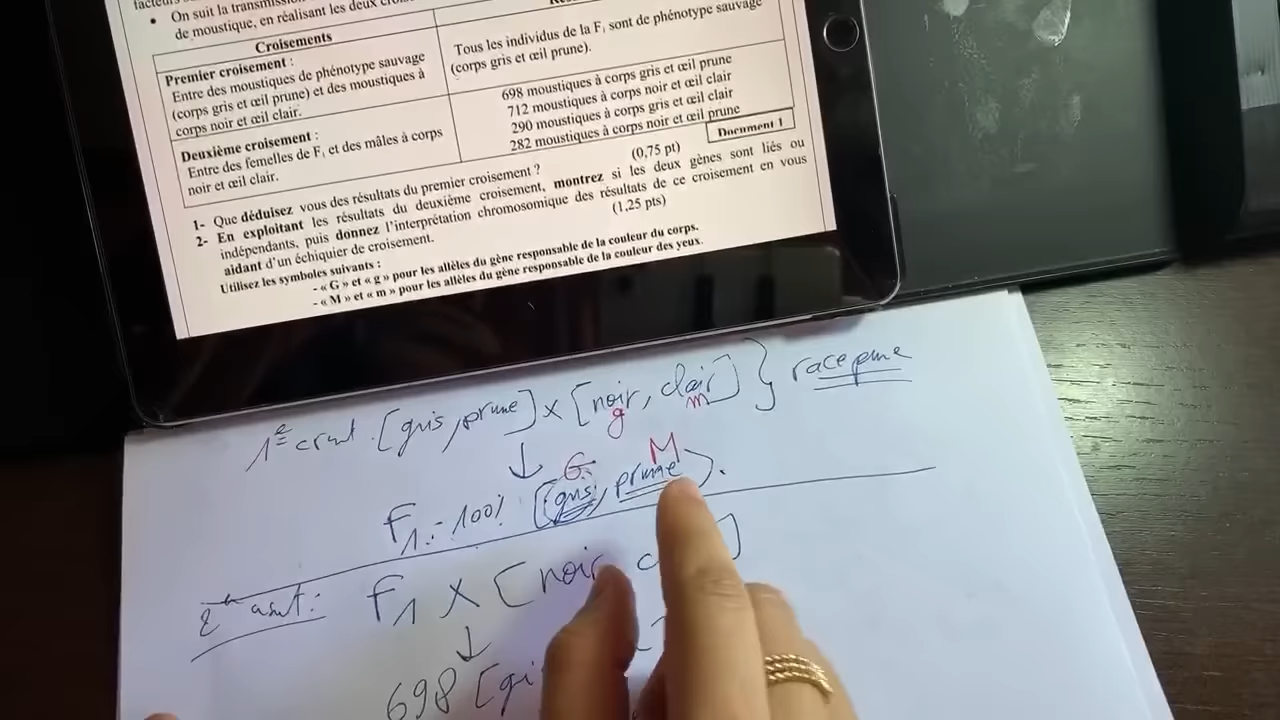 On suit la transmission
de moustique, en réalisant les deux
Croisements
Premier croisement :
Entre des moustiques de phénotype sauvage
(corps gris et œil prune) et des moustiques à
corps noir et œil clair.
Tous les individus de la F1 sont de phénotype sauvage
(corps gris et œil prune).
Deuxième croisement :
Entre des femelles de F1 et des mâles à corps
noir et œil clair.
698 moustiques à corps gris et œil prune
712 moustiques à corps noir et œil clair
290 moustiques à corps gris et œil clair
282 moustiques à corps noir et œil prune
Document 1
1- Que déduisez vous des résultats du premier croisement ? (0,75 pt)
2- En exploitant les résultats du deuxième croisement, montrez si les deux gènes sont liés ou
indépendants, puis donnez l'interprétation chromosomique des résultats de ce croisement en vous
aidant d'un échiquier de croisement. (1,25 pts)
Utilisez les symboles suivants :
- « G » et « g » pour les allèles du gène responsable de la couleur du corps.
- « M » et « m » pour les allèles du gène responsable de la couleur des yeux.
[gris, prune] x [noir, clair] } race pure
g m
G M
F1 : 100% [gris, prune].
F1 X [noir
698 [gri